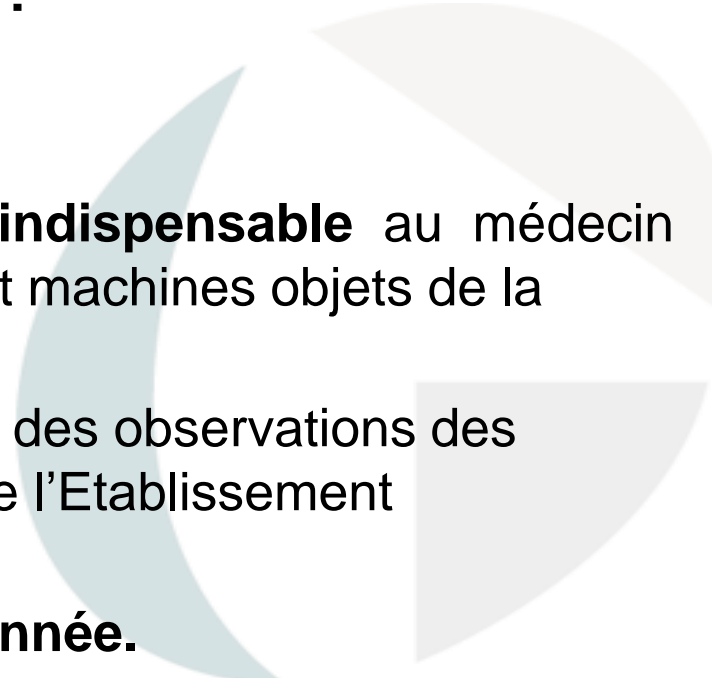 indispensable au médecin
t machines objets de la
des observations des
e l'Etablissement
nnée.